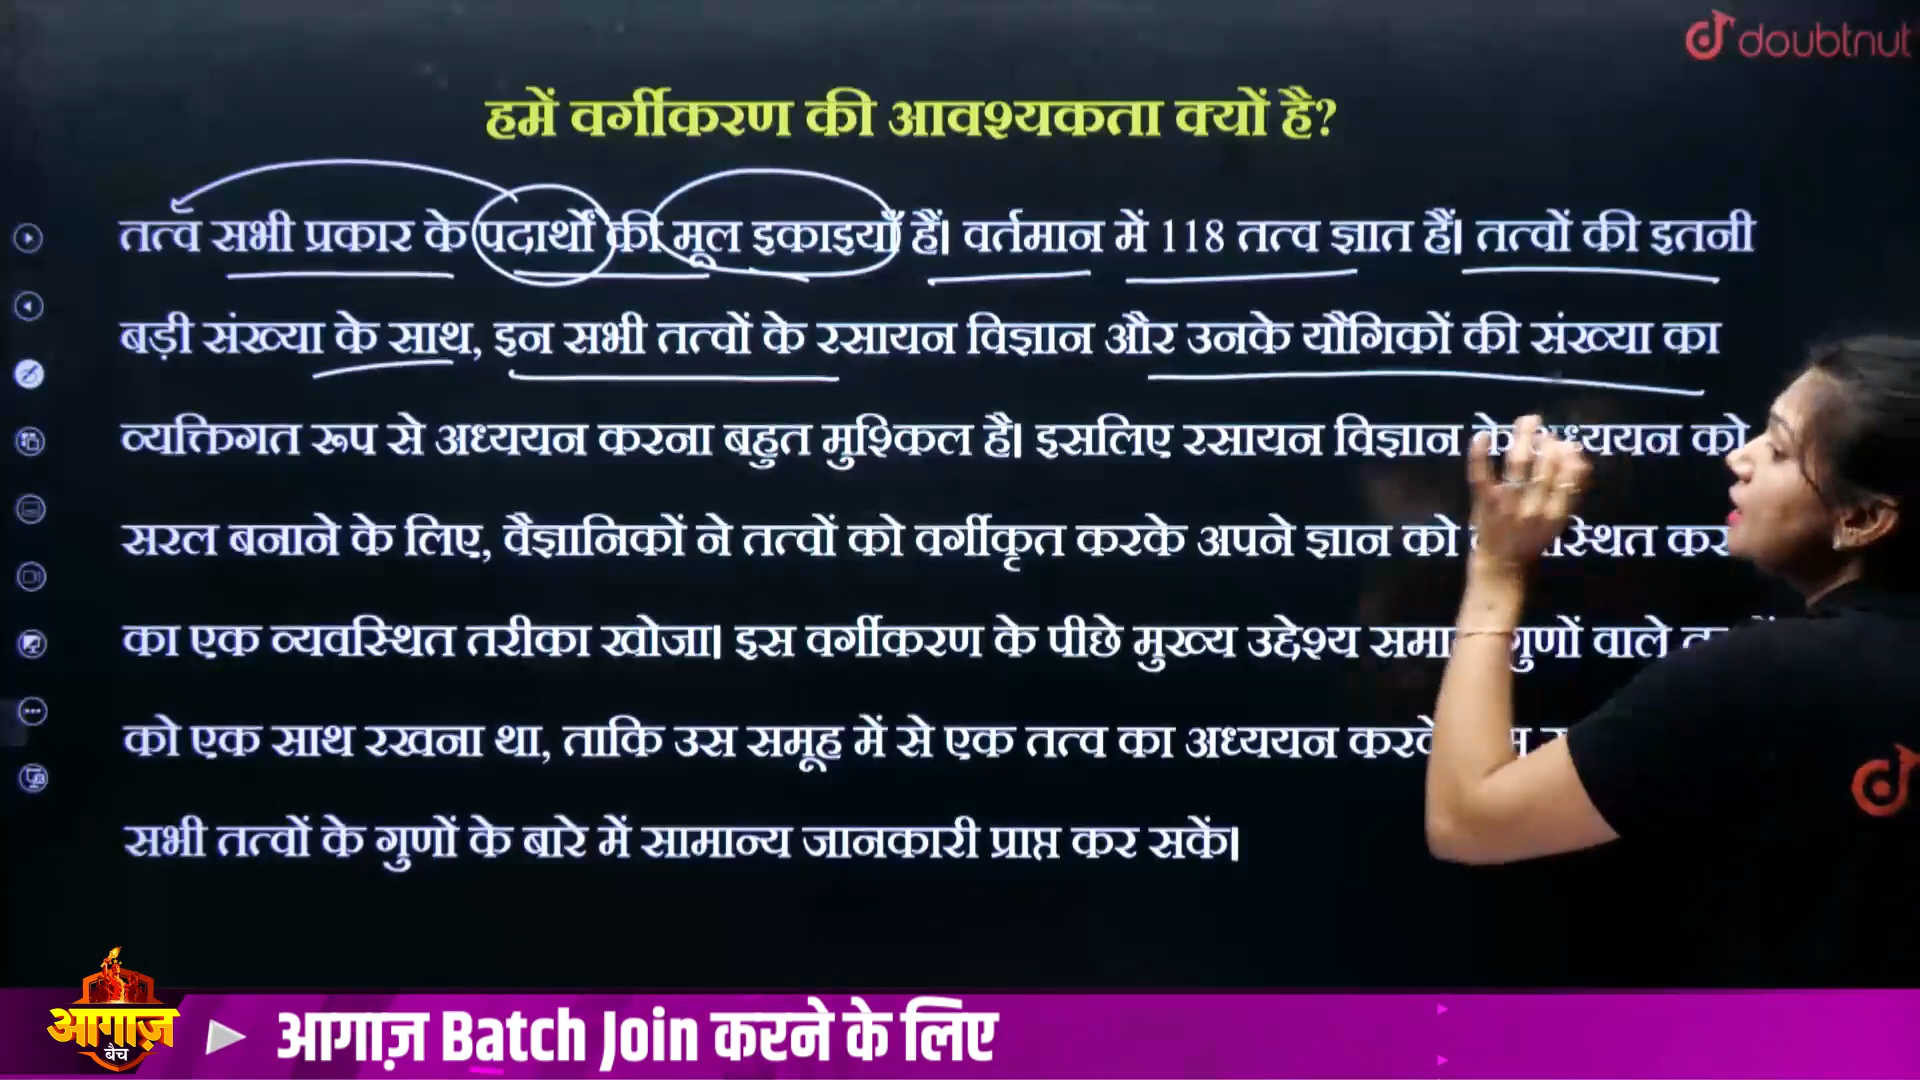 doubtnut
हमें वर्गीकरण की आवश्यकता क्यों है?
तत्व सभी प्रकार के पदार्थों की मूल इकाइयाँ हैं। वर्तमान में 118 तत्व ज्ञात हैं। तत्वों की इतनी
बड़ी संख्या के साथ, इन सभी तत्वों के रसायन विज्ञान और उनके यौगिकों की संख्या का
व्यक्तिगत रूप से अध्ययन करना बहुत मुश्किल है। इसलिए रसायन विज्ञान के अध्ययन को
सरल बनाने के लिए, वैज्ञानिकों ने तत्वों को वर्गीकृत करके अपने ज्ञान को
का एक व्यवस्थित तरीका खोजा। इस वर्गीकरण के पीछे मुख्य उद्देश्य गुणों वाले
को एक साथ रखना था, ताकि उस समूह में से एक तत्व का अध्ययन
सभी तत्वों के गुणों के बारे में सामान्य जानकारी प्राप्त कर सकें।
आगाज़
बैच
आगाज़ Batch Join करने के लिए